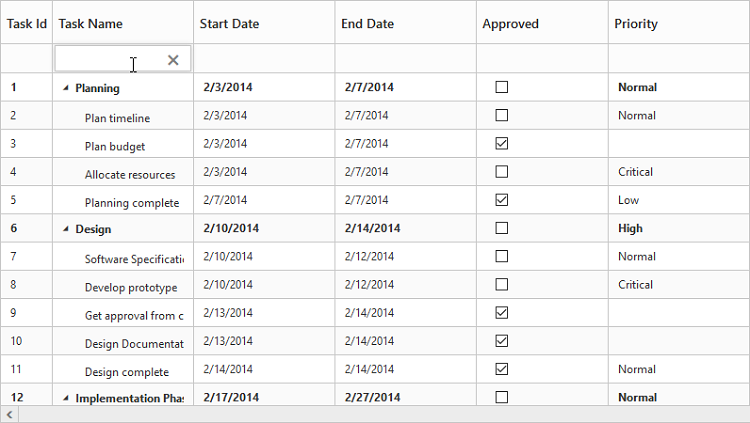 Task Id Task Name Start Date End Date Approved Priority
1 Planning 2/3/2014 2/7/2014 Normal
2 Plan timeline 2/3/2014 2/7/2014 Normal
3 Plan budget 2/3/2014 2/7/2014
4 Allocate resources 2/3/2014 2/7/2014 Critical
5 Planning complete 2/7/2014 2/7/2014 Low
6 Design 2/10/2014 2/14/2014 High
7 Software Specificati 2/10/2014 2/12/2014 Normal
8 Develop prototype 2/10/2014 2/12/2014 Critical
9 Get approval from c 2/13/2014 2/14/2014
10 Design Documentat 2/13/2014 2/14/2014
11 Design complete 2/14/2014 2/14/2014 Normal
12 Implementation Phas 2/17/2014 2/27/2014 Normal